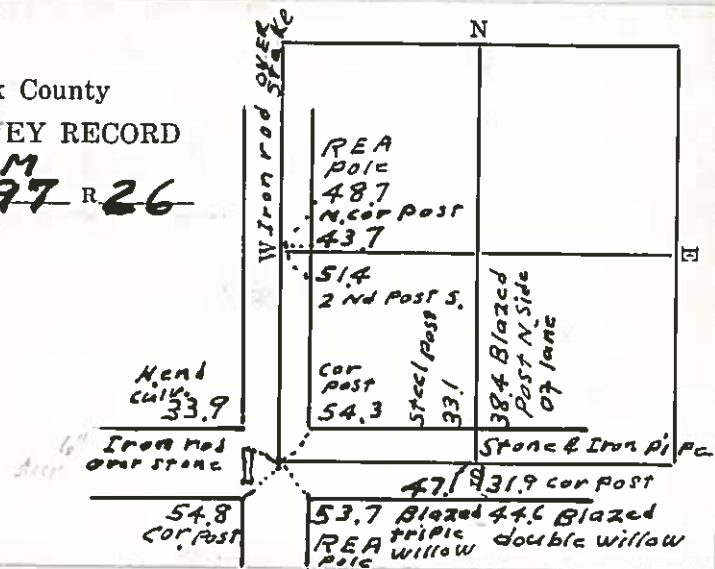 N
Iron rod OVER
Stake
County
EY RECORD
M
97 R 26
REA
Pole
48.7
N. cor post
43.7
W
E
51.4
2 Nd Post S.
Steel Post
33.1
38.4 Blazed
Post N. Side
of lane
N. end
culv.
33.9
cor
post
54.3
Iron rod
over stone
Stone & Iron pipe
6"
S
47.1
31.9 cor post
54.8
cor. Post
53.7
REA
Pole
Blazed
triple
willow
44.6 Blazed
double willow